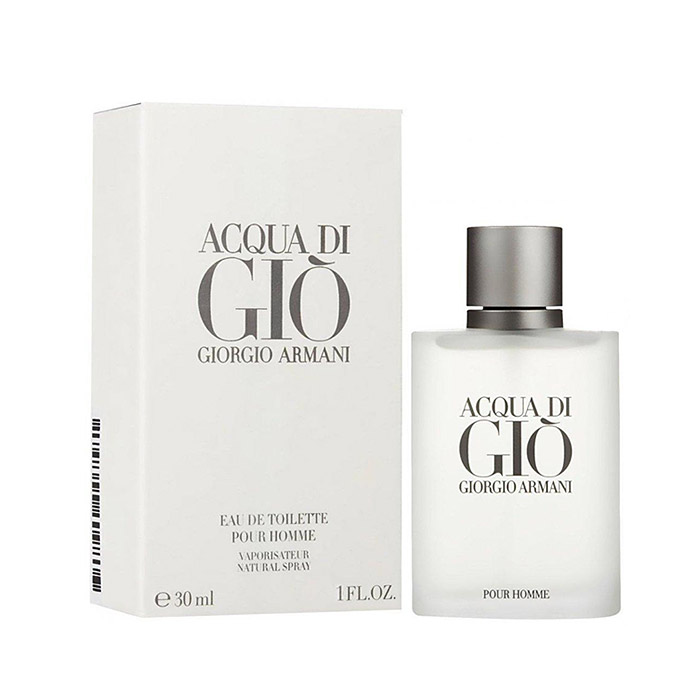 ACQUA DI
GIÒ
GIORGIO ARMANI
EAU DE TOILETTE
POUR HOMME
VAPORISATEUR
NATURAL SPRAY
℮ 30 ml 1 FL.OZ.
ACQUA DI
GIÒ
GIORGIO ARMANI
POUR HOMME